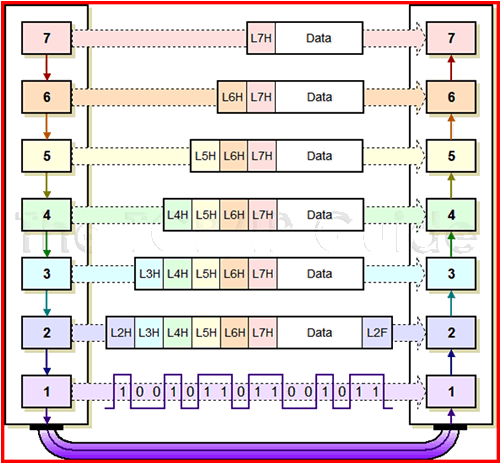 7 L7H Data 7
6 L6H L7H Data 6
5 L5H L6H L7H Data 5
4 L4H L5H L6H L7H Data 4
The TCP/IP Guide
3 L3H L4H L5H L6H L7H Data 3
2 L2H L3H L4H L5H L6H L7H Data L2F 2
1 1 0 0 1 0 1 1 0 1 1 0 0 1 0 1 1 1